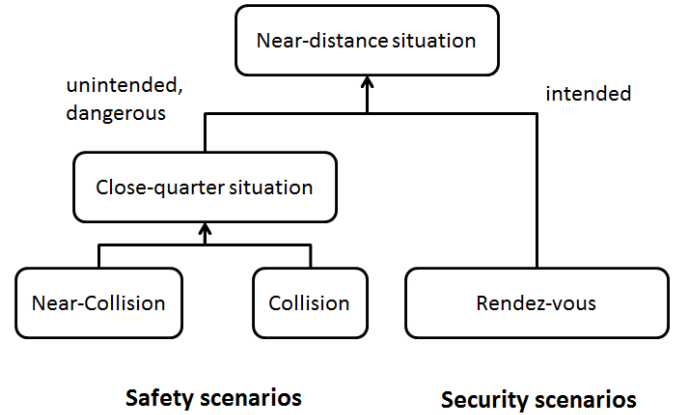 Near-distance situation
unintended,
dangerous
intended
Close-quarter situation
Near-Collision
Collision
Rendez-vous
Safety scenarios
Security scenarios